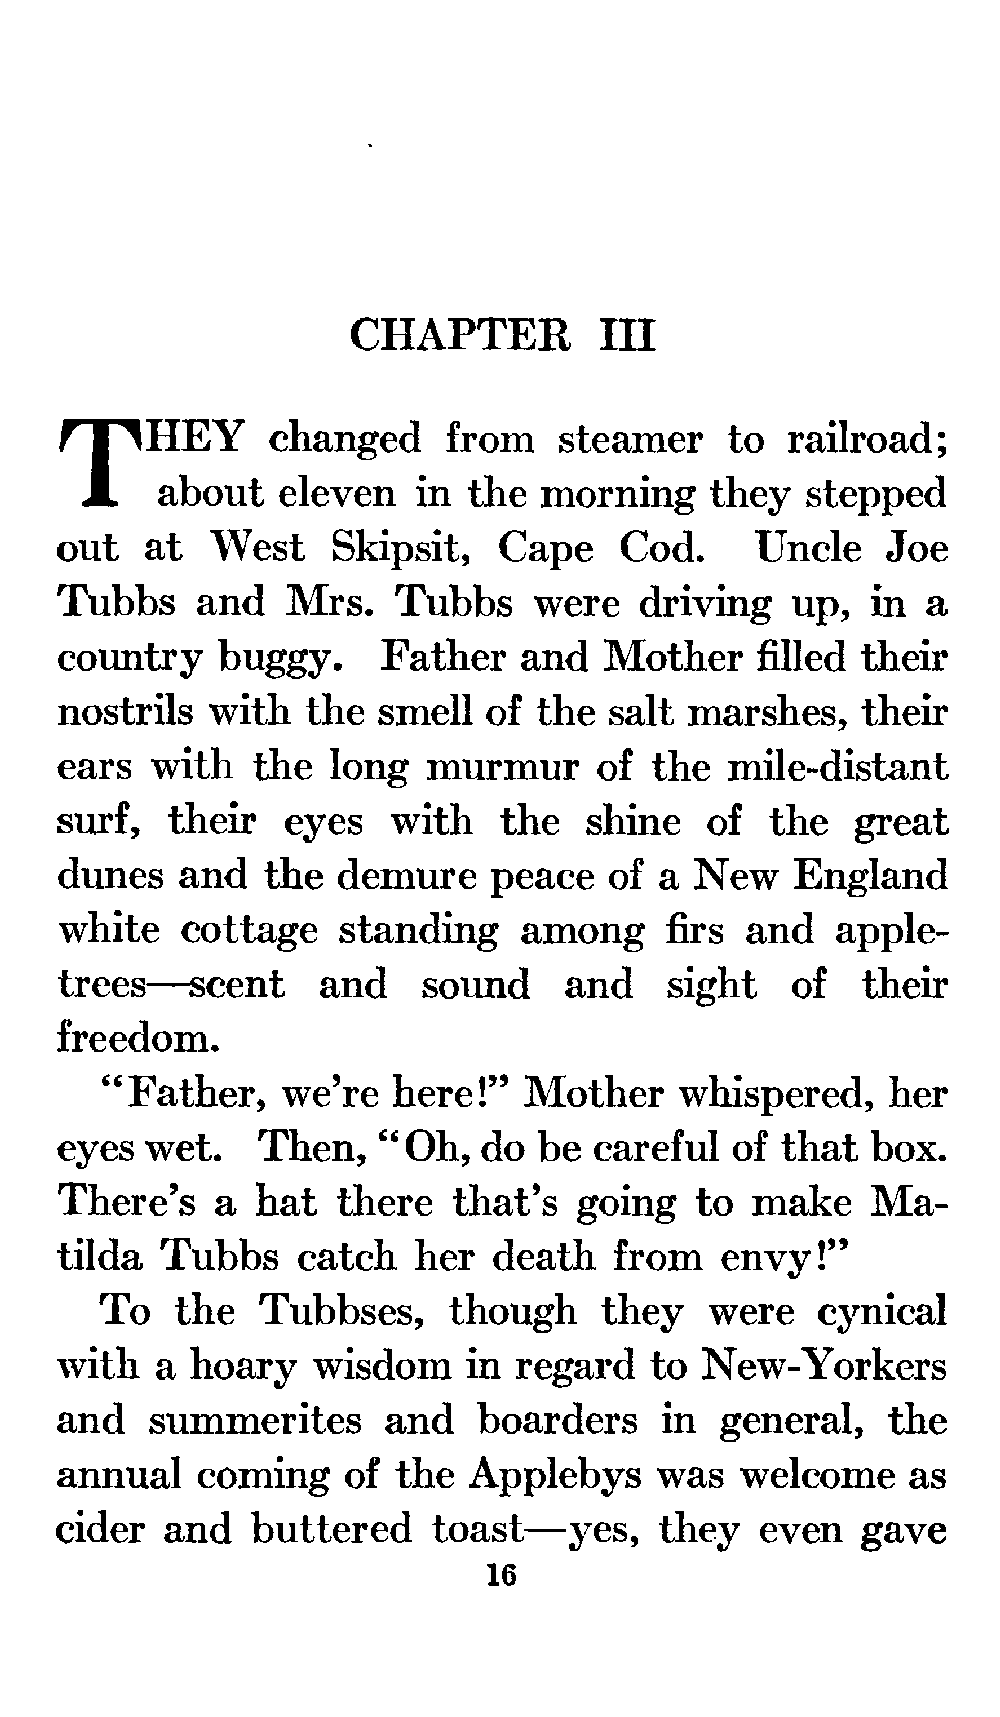 CHAPTER III
THEY changed from steamer to railroad;
about eleven in the morning they stepped
out at West Skipsit, Cape Cod. Uncle Joe
Tubbs and Mrs. Tubbs were driving up, in a
country buggy. Father and Mother filled their
nostrils with the smell of the salt marshes, their
ears with the long murmur of the mile-distant
surf, their eyes with the shine of the great
dunes and the demure peace of a New England
white cottage standing among firs and apple-
trees—scent and sound and sight of their
freedom.
“Father, we’re here!” Mother whispered, her
eyes wet. Then, “Oh, do be careful of that box.
There’s a hat there that’s going to make Ma-
tilda Tubbs catch her death from envy!”
To the Tubbses, though they were cynical
with a hoary wisdom in regard to New-Yorkers
and summerites and boarders in general, the
annual coming of the Applebys was welcome as
cider and buttered toast—yes, they even gave
16